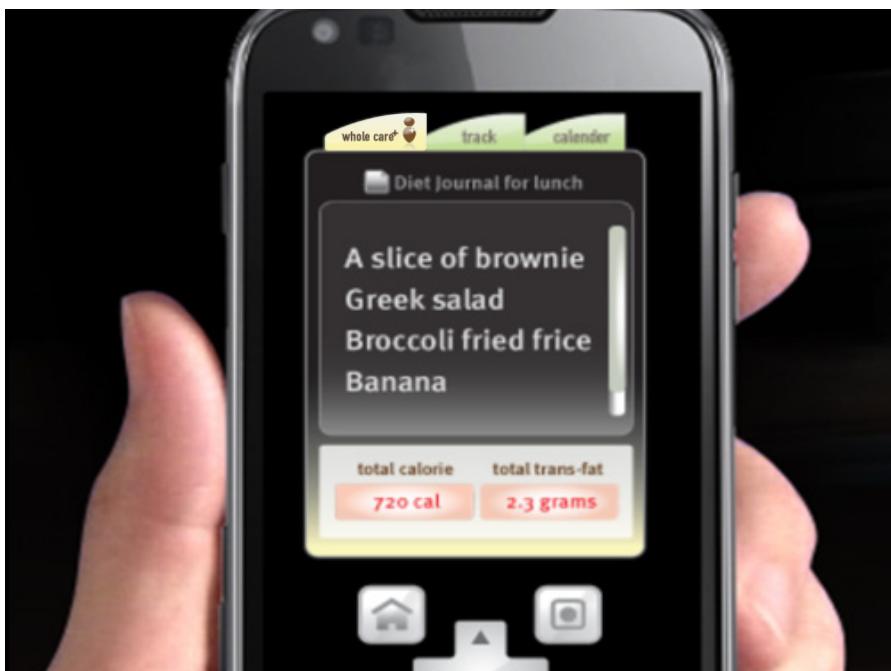 whole care+
track
calender
Diet Journal for lunch
A slice of brownie
Greek salad
Broccoli fried frice
Banana
total calorie total trans-fat
720 cal 2.3 grams